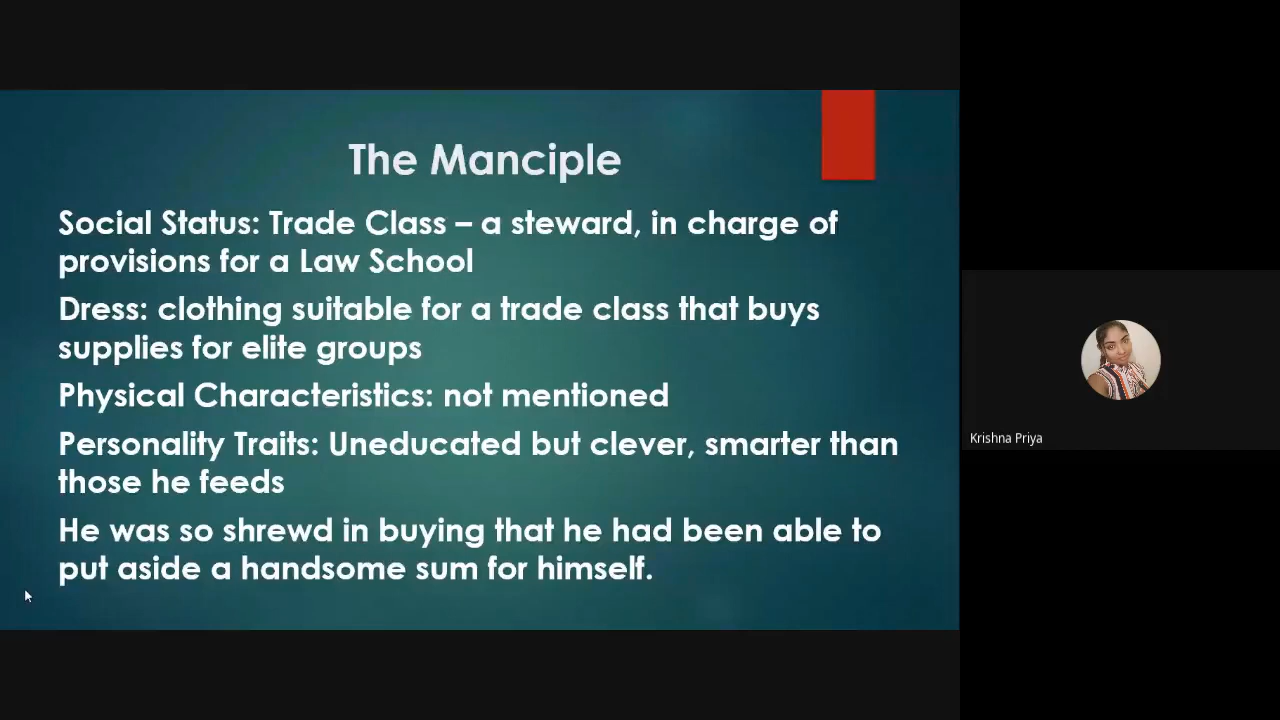 The Manciple
Social Status: Trade Class – a steward, in charge of
provisions for a Law School
Dress: clothing suitable for a trade class that buys
supplies for elite groups
Physical Characteristics: not mentioned
Personality Traits: Uneducated but clever, smarter than
those he feeds
He was so shrewd in buying that he had been able to
put aside a handsome sum for himself.
Krishna Priya